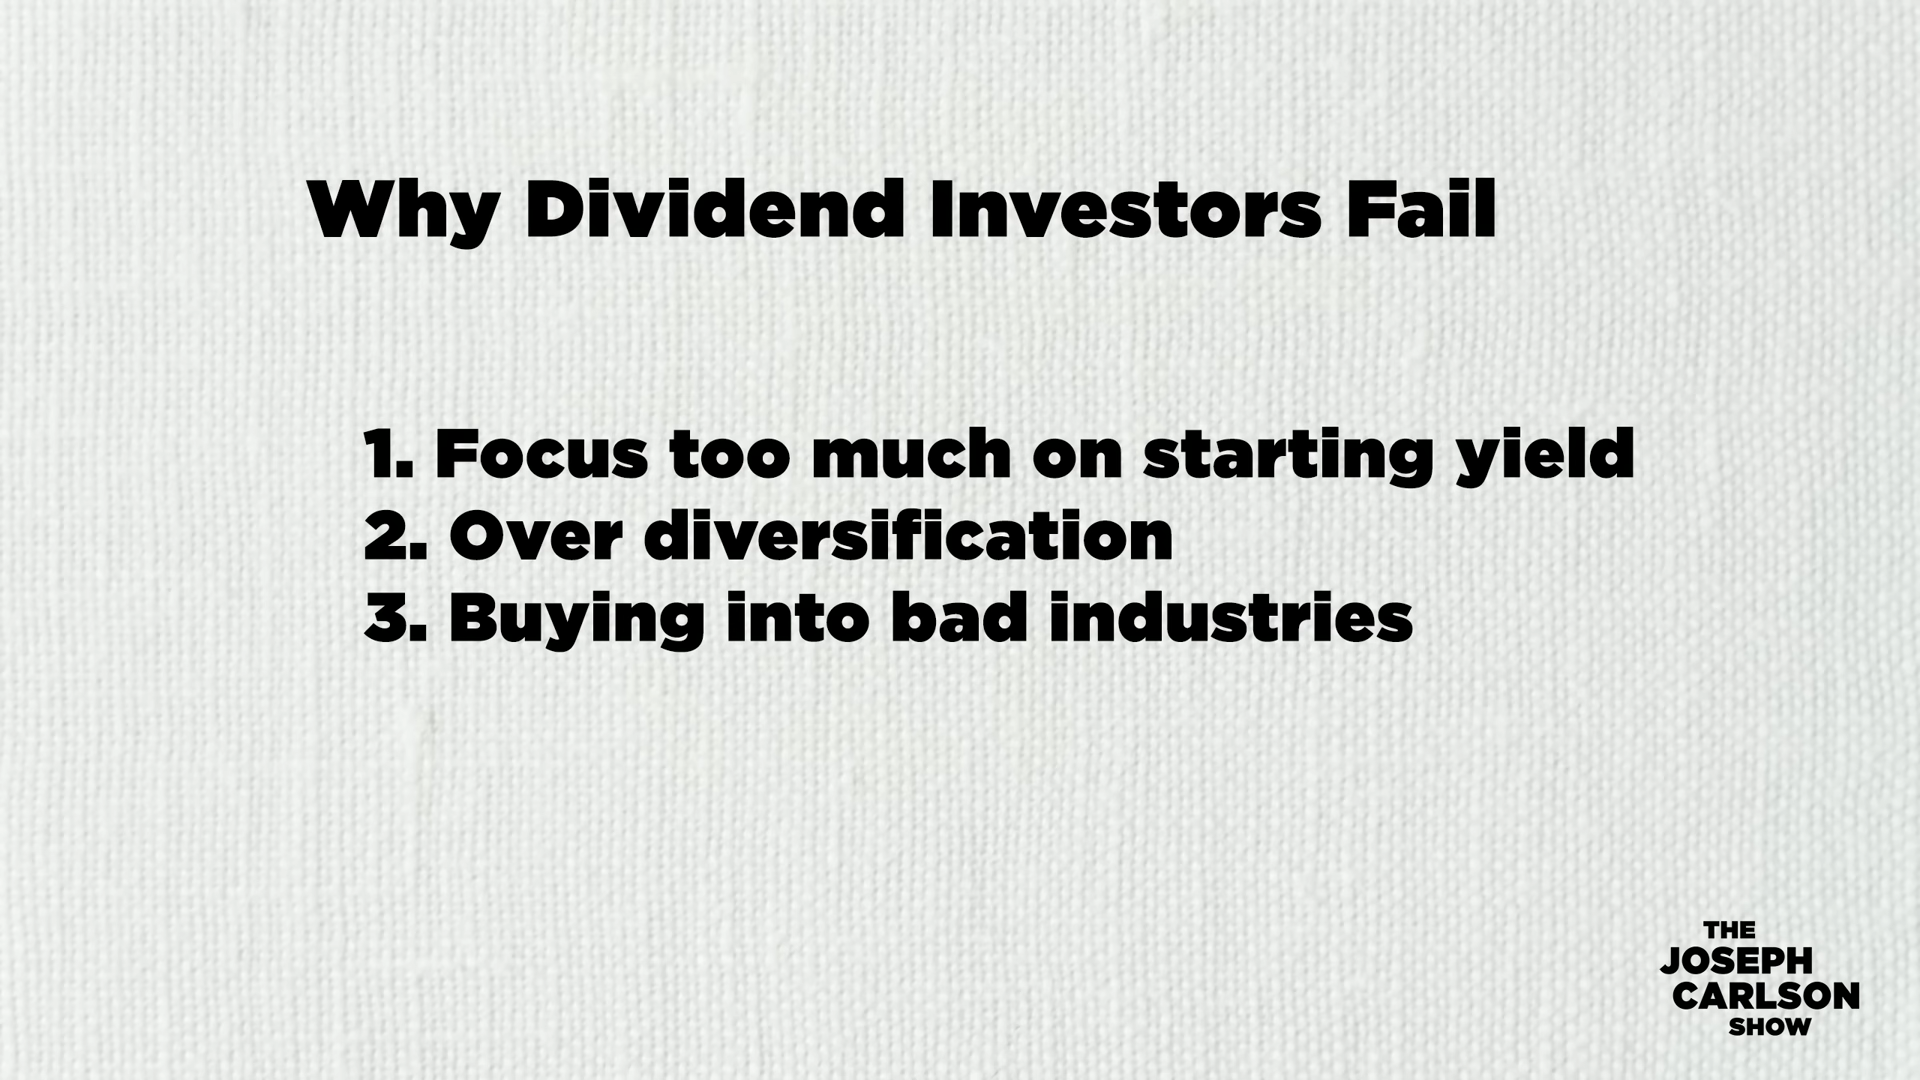 Why Dividend Investors Fail
1. Focus too much on starting yield
2. Over diversification
3. Buying into bad industries
THE
JOSEPH
CARLSON
SHOW